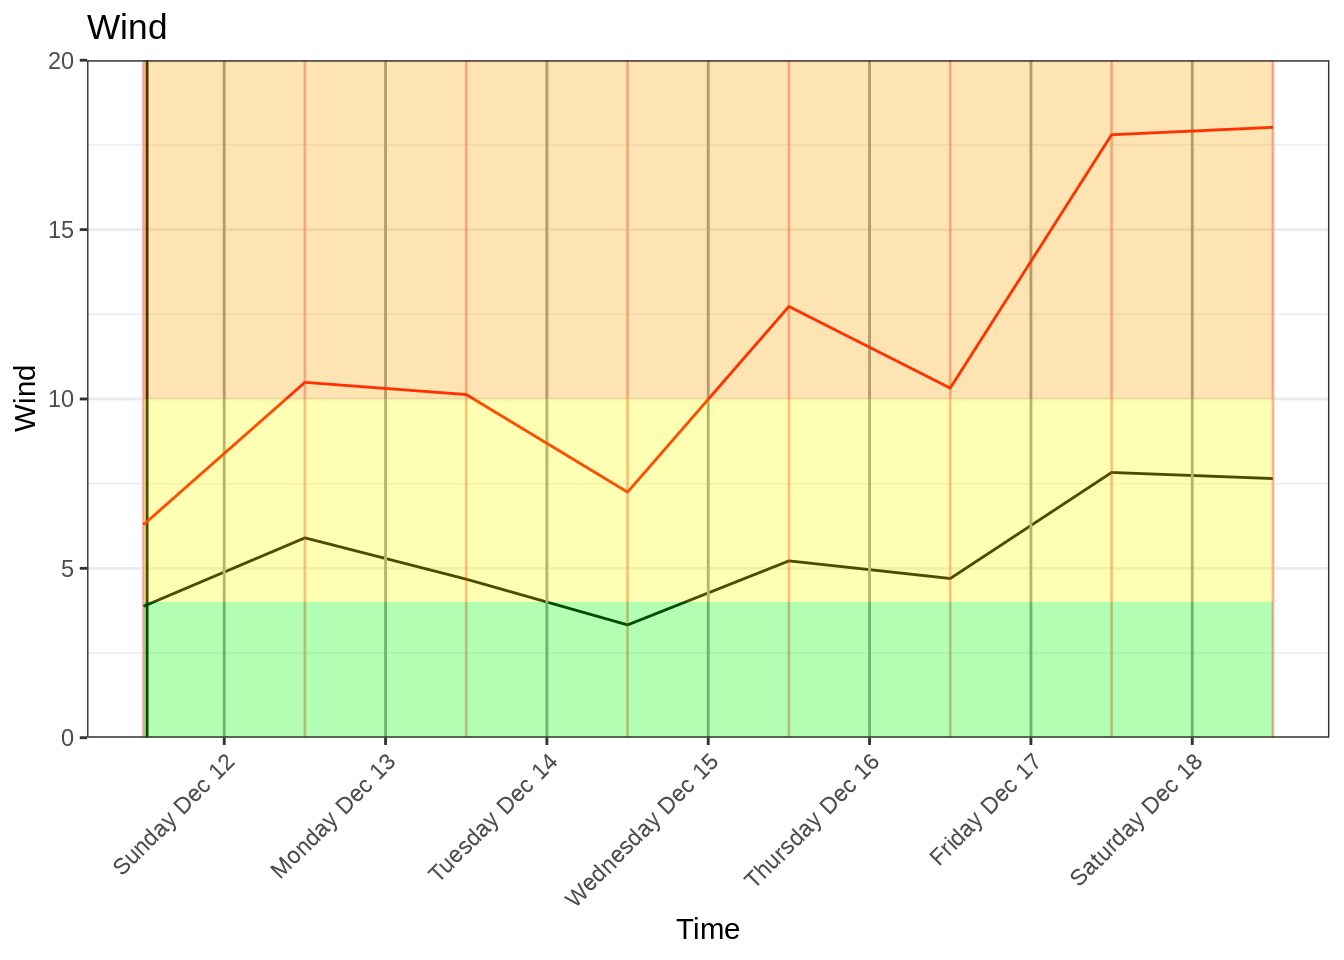 Wind
20
15
10
5
0
Wind
Sunday Dec 12
Monday Dec 13
Tuesday Dec 14
Wednesday Dec 15
Thursday Dec 16
Friday Dec 17
Saturday Dec 18
Time